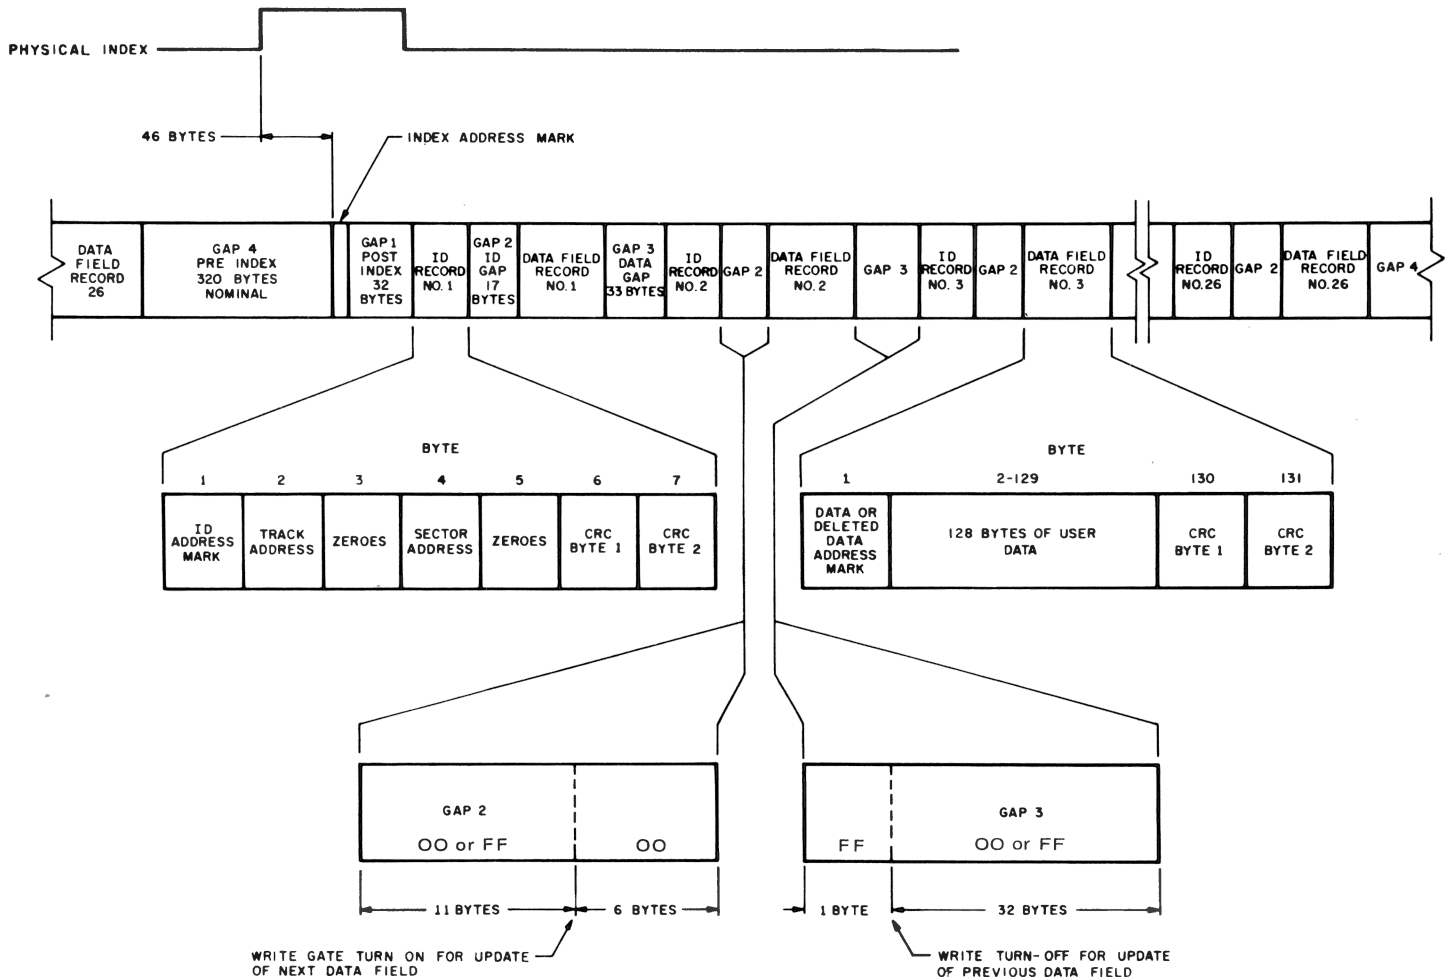 PHYSICAL INDEX
46 BYTES
INDEX ADDRESS MARK
DATA
FIELD
RECORD
26
GAP 4
PRE INDEX
320 BYTES
NOMINAL
GAP 1
POST
INDEX
32
BYTES
ID
RECORD
NO. 1
GAP 2
ID
GAP
17
BYTES
DATA FIELD
RECORD
NO. 1
GAP 3
DATA
GAP
33 BYTES
ID
RECORD
NO. 2
GAP 2
DATA FIELD
RECORD
NO. 2
GAP 3
ID
RECORD
NO. 3
GAP 2
DATA FIELD
RECORD
NO. 3
ID
RECORD
NO. 26
GAP 2
DATA FIELD
RECORD
NO. 26
GAP 4
BYTE
1 2 3 4 5 6 7
ID
ADDRESS
MARK
TRACK
ADDRESS
ZEROES
SECTOR
ADDRESS
ZEROES
CRC
BYTE 1
CRC
BYTE 2
BYTE
1 2-129 130 131
DATA OR
DELETED
DATA
ADDRESS
MARK
128 BYTES OF USER
DATA
CRC
BYTE 1
CRC
BYTE 2
GAP 2
OO or FF
OO
11 BYTES
6 BYTES
WRITE GATE TURN ON FOR UPDATE
OF NEXT DATA FIELD
GAP 3
FF
OO or FF
1 BYTE
32 BYTES
WRITE TURN-OFF FOR UPDATE
OF PREVIOUS DATA FIELD